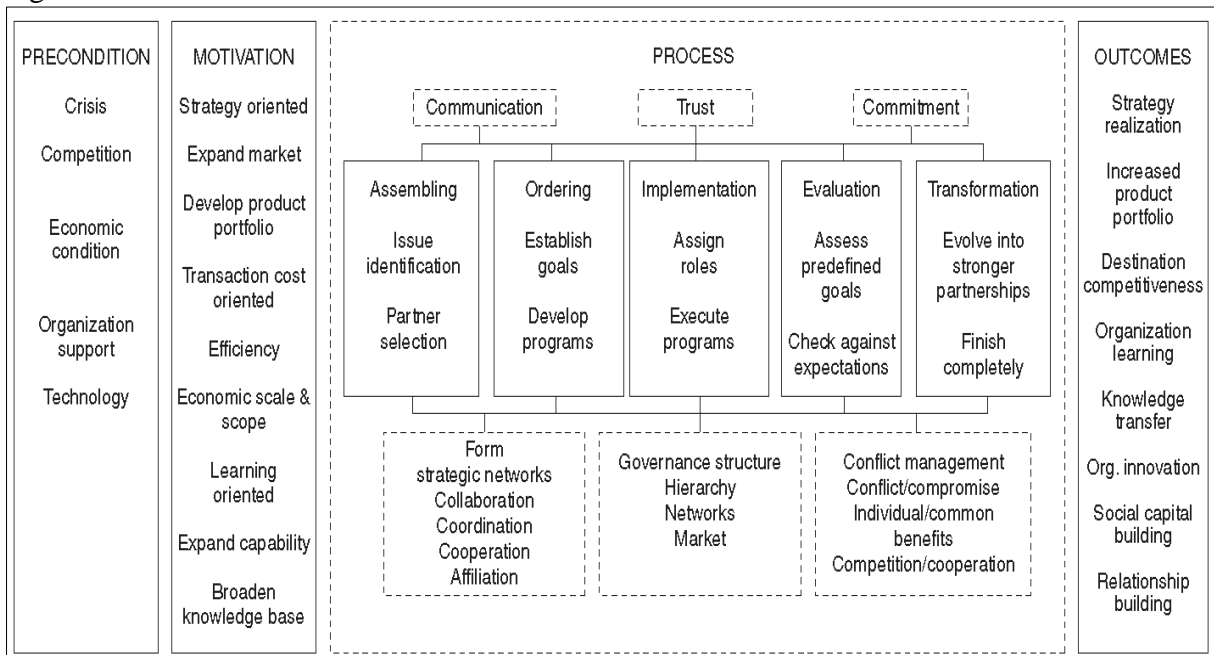 PRECONDITION
Crisis
Competition
Economic
condition
Organization
support
Technology
MOTIVATION
Strategy oriented
Expand market
Develop product
portfolio
Transaction cost
oriented
Efficiency
Economic scale &
scope
Learning
oriented
Expand capability
Broaden
knowledge base
PROCESS
Communication
Trust
Commitment
Assembling
Issue
identification
Partner
selection
Ordering
Establish
goals
Develop
programs
Implementation
Assign
roles
Execute
programs
Evaluation
Assess
predefined
goals
Check against
expectations
Transformation
Evolve into
stronger
partnerships
Finish
completely
Form
strategic networks
Collaboration
Coordination
Cooperation
Affiliation
Governance structure
Hierarchy
Networks
Market
Conflict management
Conflict/compromise
Individual/common
benefits
Competition/cooperation
OUTCOMES
Strategy
realization
Increased
product
portfolio
Destination
competitiveness
Organization
learning
Knowledge
transfer
Org. innovation
Social capital
building
Relationship
building